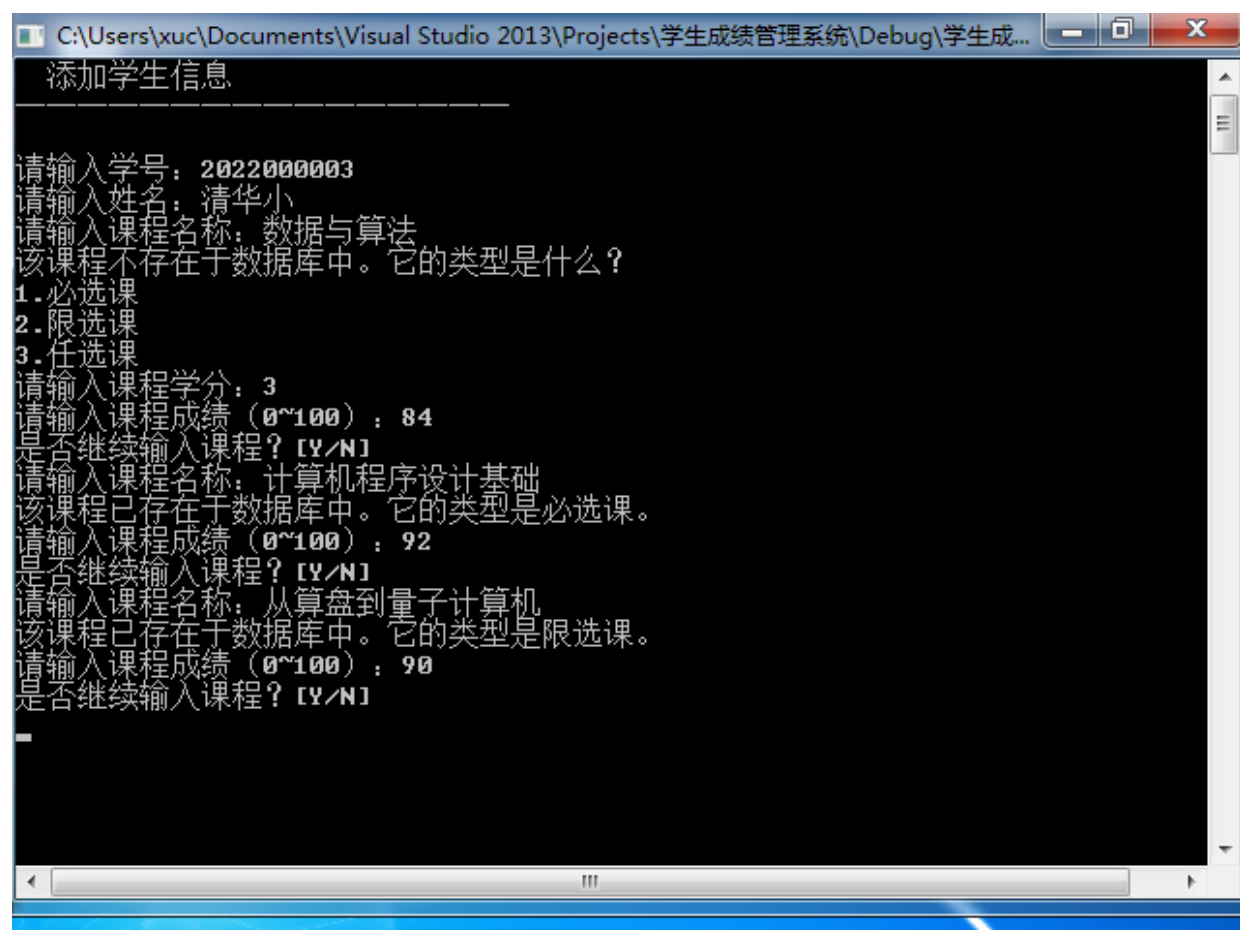 C:\Users\xuc\Documents\Visual Studio 2013\Projects\学生成绩管理系统\Debug\学生成...
添加学生信息
————————————————
请输入学号：2022000003
请输入姓名：清华小
请输入课程名称：数据与算法
该课程不存在于数据库中。它的类型是什么？
1.必选课
2.限选课
3.任选课
请输入课程学分：3
请输入课程成绩（0~100）：84
是否继续输入课程？[Y/N]
请输入课程名称：计算机程序设计基础
该课程已存在于数据库中。它的类型是必选课。
请输入课程成绩（0~100）：92
是否继续输入课程？[Y/N]
请输入课程名称：从算盘到量子计算机
该课程已存在于数据库中。它的类型是限选课。
请输入课程成绩（0~100）：90
是否继续输入课程？[Y/N]